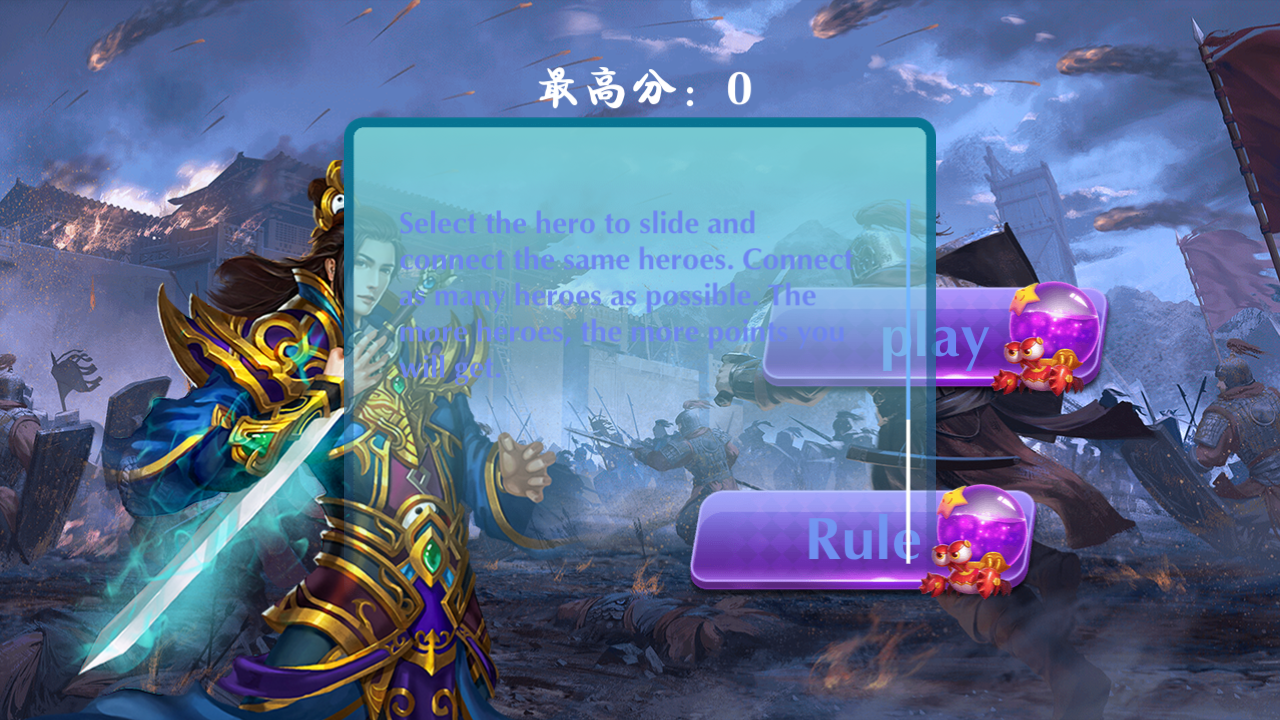 最高分：0
Select the hero to slide and
connect the same heroes. Connect
as many heroes as possible. The
more heroes, the more points you
will get.
play
Rule